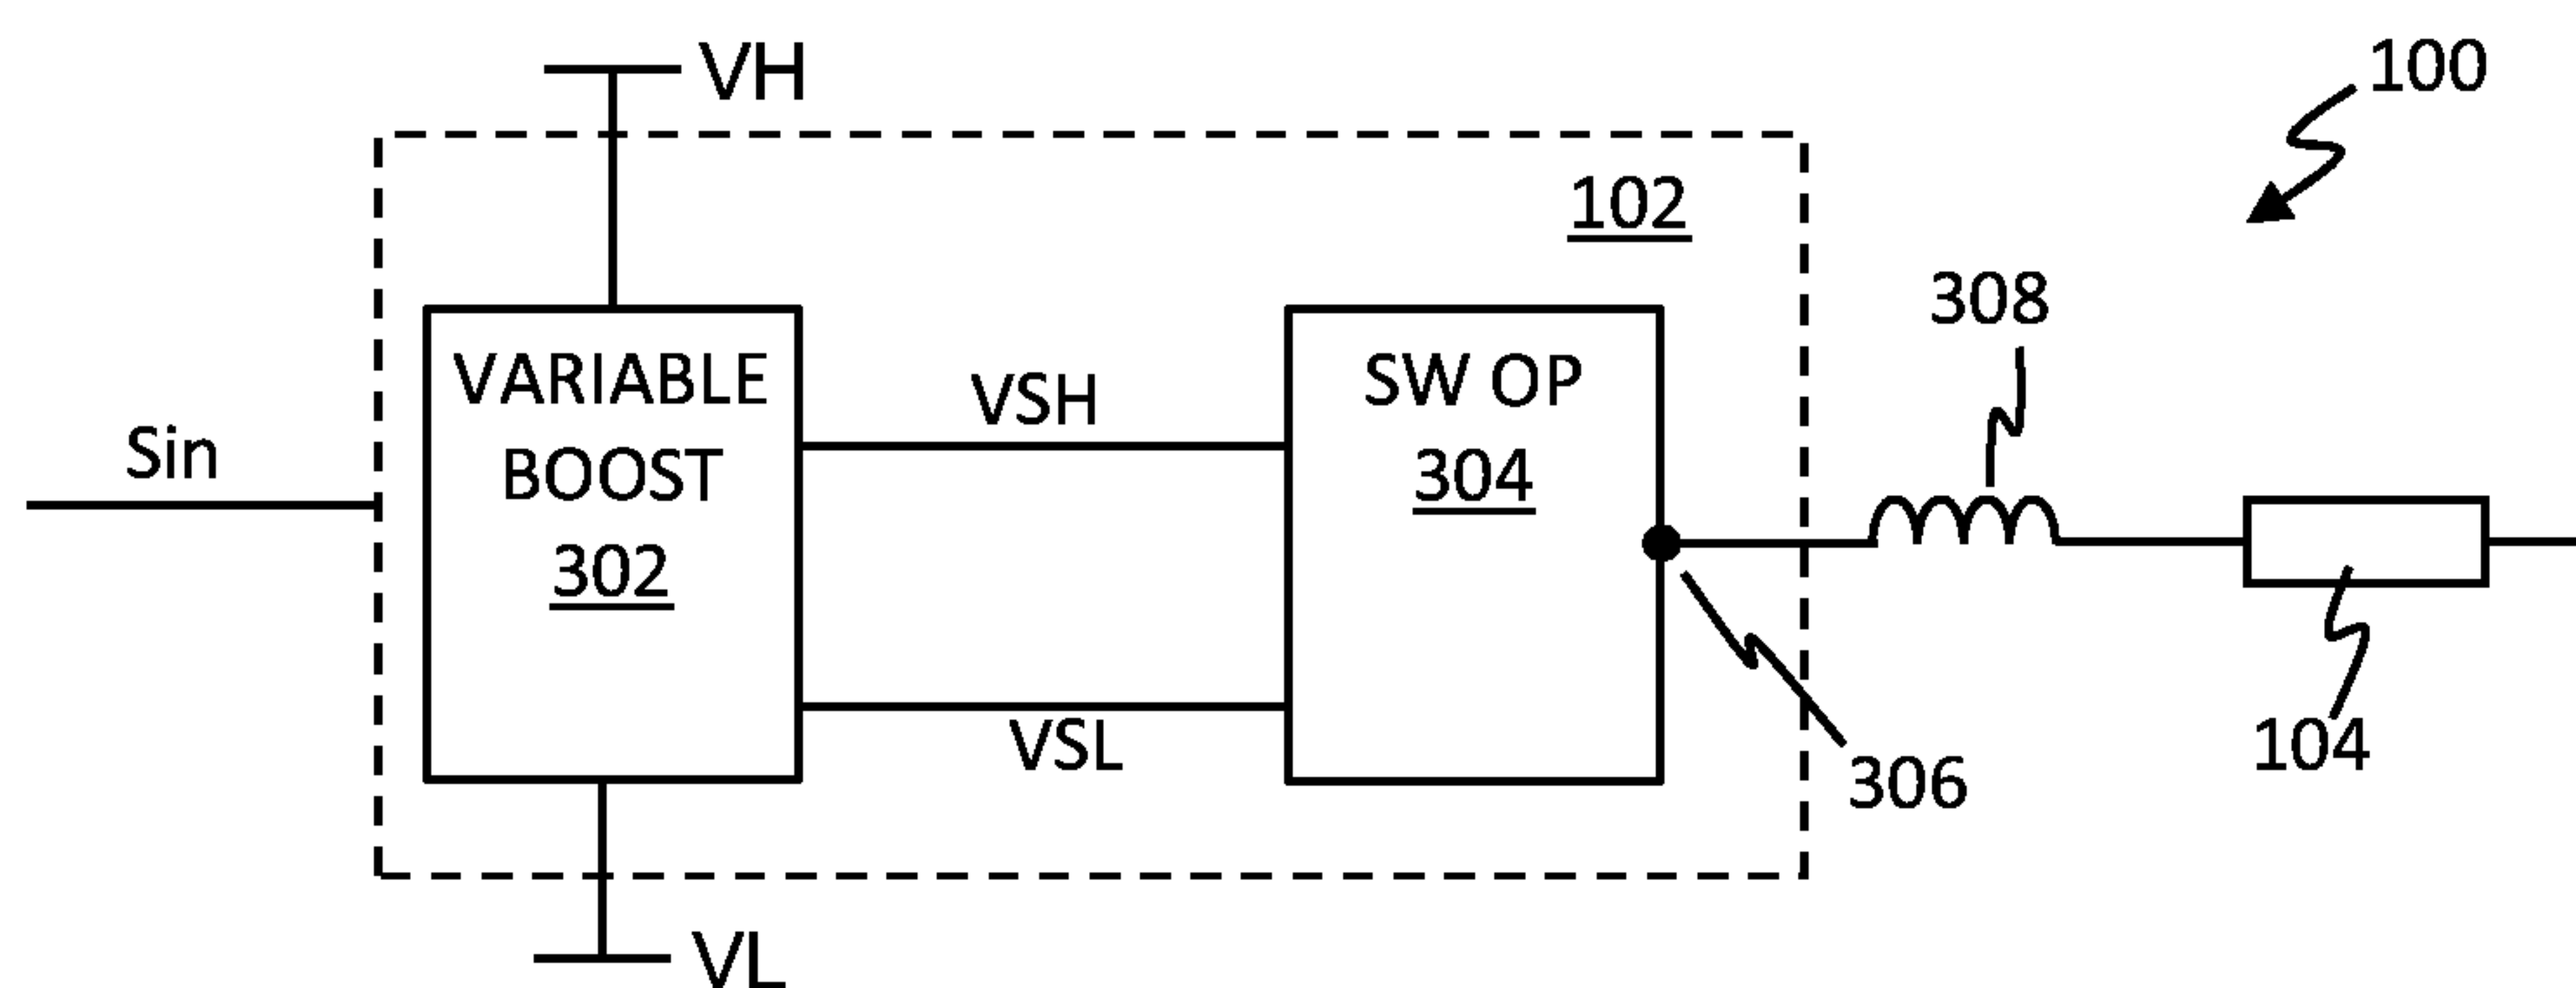 VH
100
102
308
VARIABLE
BOOST
302
VSH
SW OP
304
Sin
VSL
306
104
VL